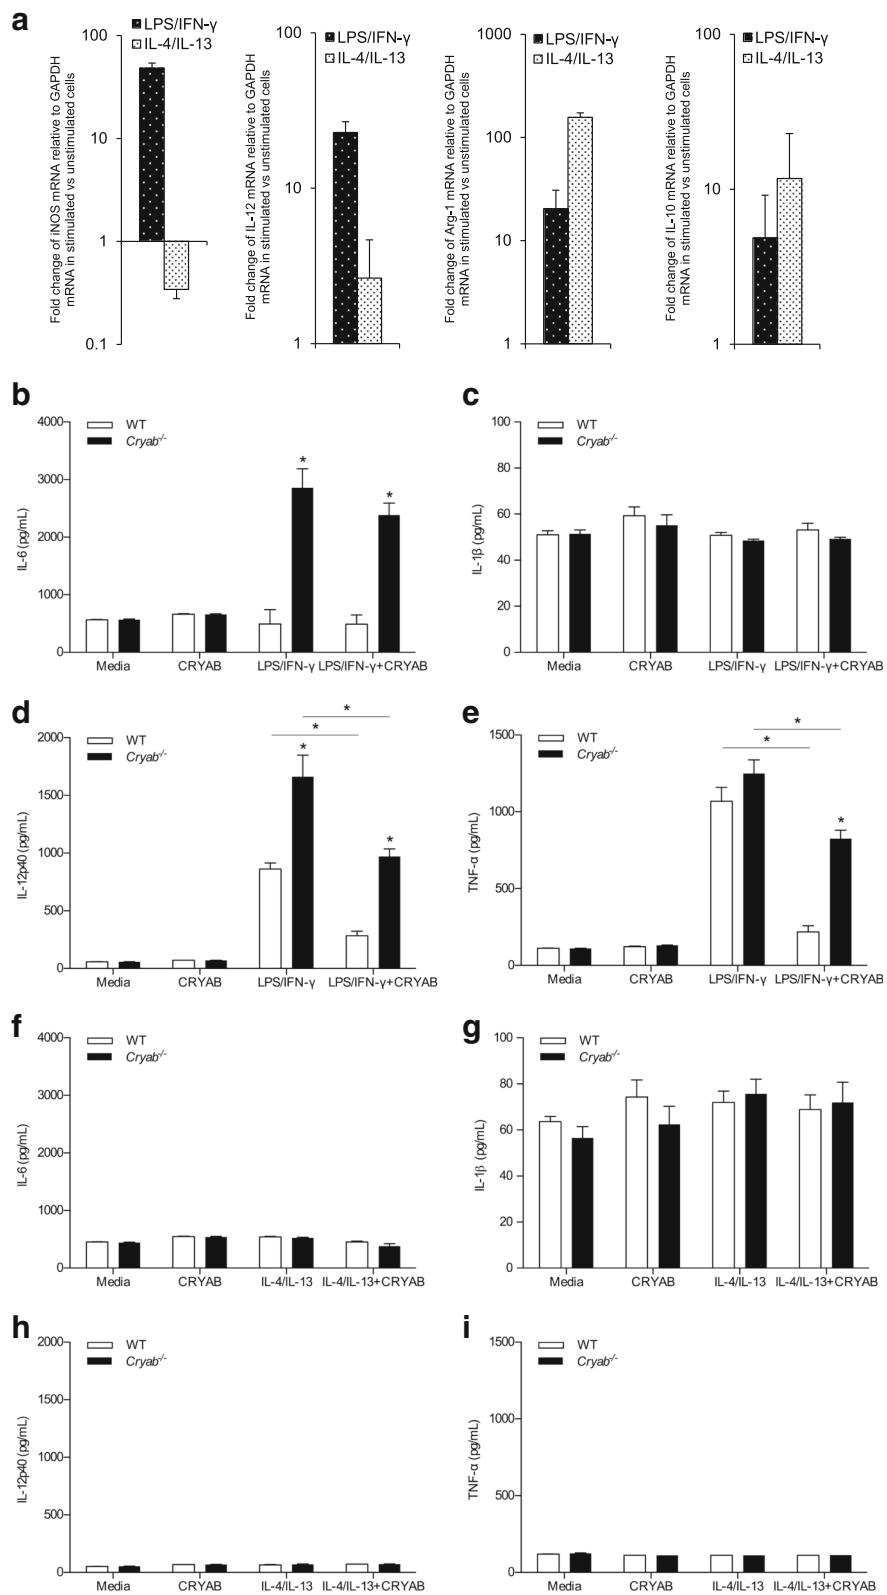 a
LPS/IFN-γ
IL-4/IL-13
100
10
1
0.1
Fold change of iNOS mRNA relative to GAPDH
mRNA in stimulated vs unstimulated cells
LPS/IFN-γ
IL-4/IL-13
100
10
1
Fold change of IL-12 mRNA relative to GAPDH
mRNA in stimulated vs unstimulated cells
LPS/IFN-γ
IL-4/IL-13
1000
100
10
1
Fold change of Arg-1 mRNA relative to GAPDH
mRNA in stimulated vs unstimulated cells
LPS/IFN-γ
IL-4/IL-13
100
10
1
Fold change of IL-10 mRNA relative to GAPDH
mRNA in stimulated vs unstimulated cells
b
WT
Cryab-/-
4000
3000
2000
1000
0
IL-6 (pg/mL)
* *
Media CRYAB LPS/IFN-γ LPS/IFN-γ+CRYAB
c
WT
Cryab-/-
100
80
60
40
20
0
IL-1β (pg/mL)
Media CRYAB LPS/IFN-γ LPS/IFN-γ+CRYAB
d
WT
Cryab-/-
2000
1500
1000
500
0
IL-12p40 (pg/mL)
*
*
* *
Media CRYAB LPS/IFN-γ LPS/IFN-γ+CRYAB
e
WT
Cryab-/-
1500
1000
500
0
TNF-α (pg/mL)
*
*
*
Media CRYAB LPS/IFN-γ LPS/IFN-γ+CRYAB
f
WT
Cryab-/-
4000
3000
2000
1000
0
IL-6 (pg/mL)
Media CRYAB IL-4/IL-13 IL-4/IL-13+CRYAB
g
WT
Cryab-/-
100
80
60
40
20
0
IL-1β (pg/mL)
Media CRYAB IL-4/IL-13 IL-4/IL-13+CRYAB
h
WT
Cryab-/-
2000
1500
1000
500
0
IL-12p40 (pg/mL)
Media CRYAB IL-4/IL-13 IL-4/IL-13+CRYAB
i
WT
Cryab-/-
1500
1000
500
0
TNF-α (pg/mL)
Media CRYAB IL-4/IL-13 IL-4/IL-13+CRYAB